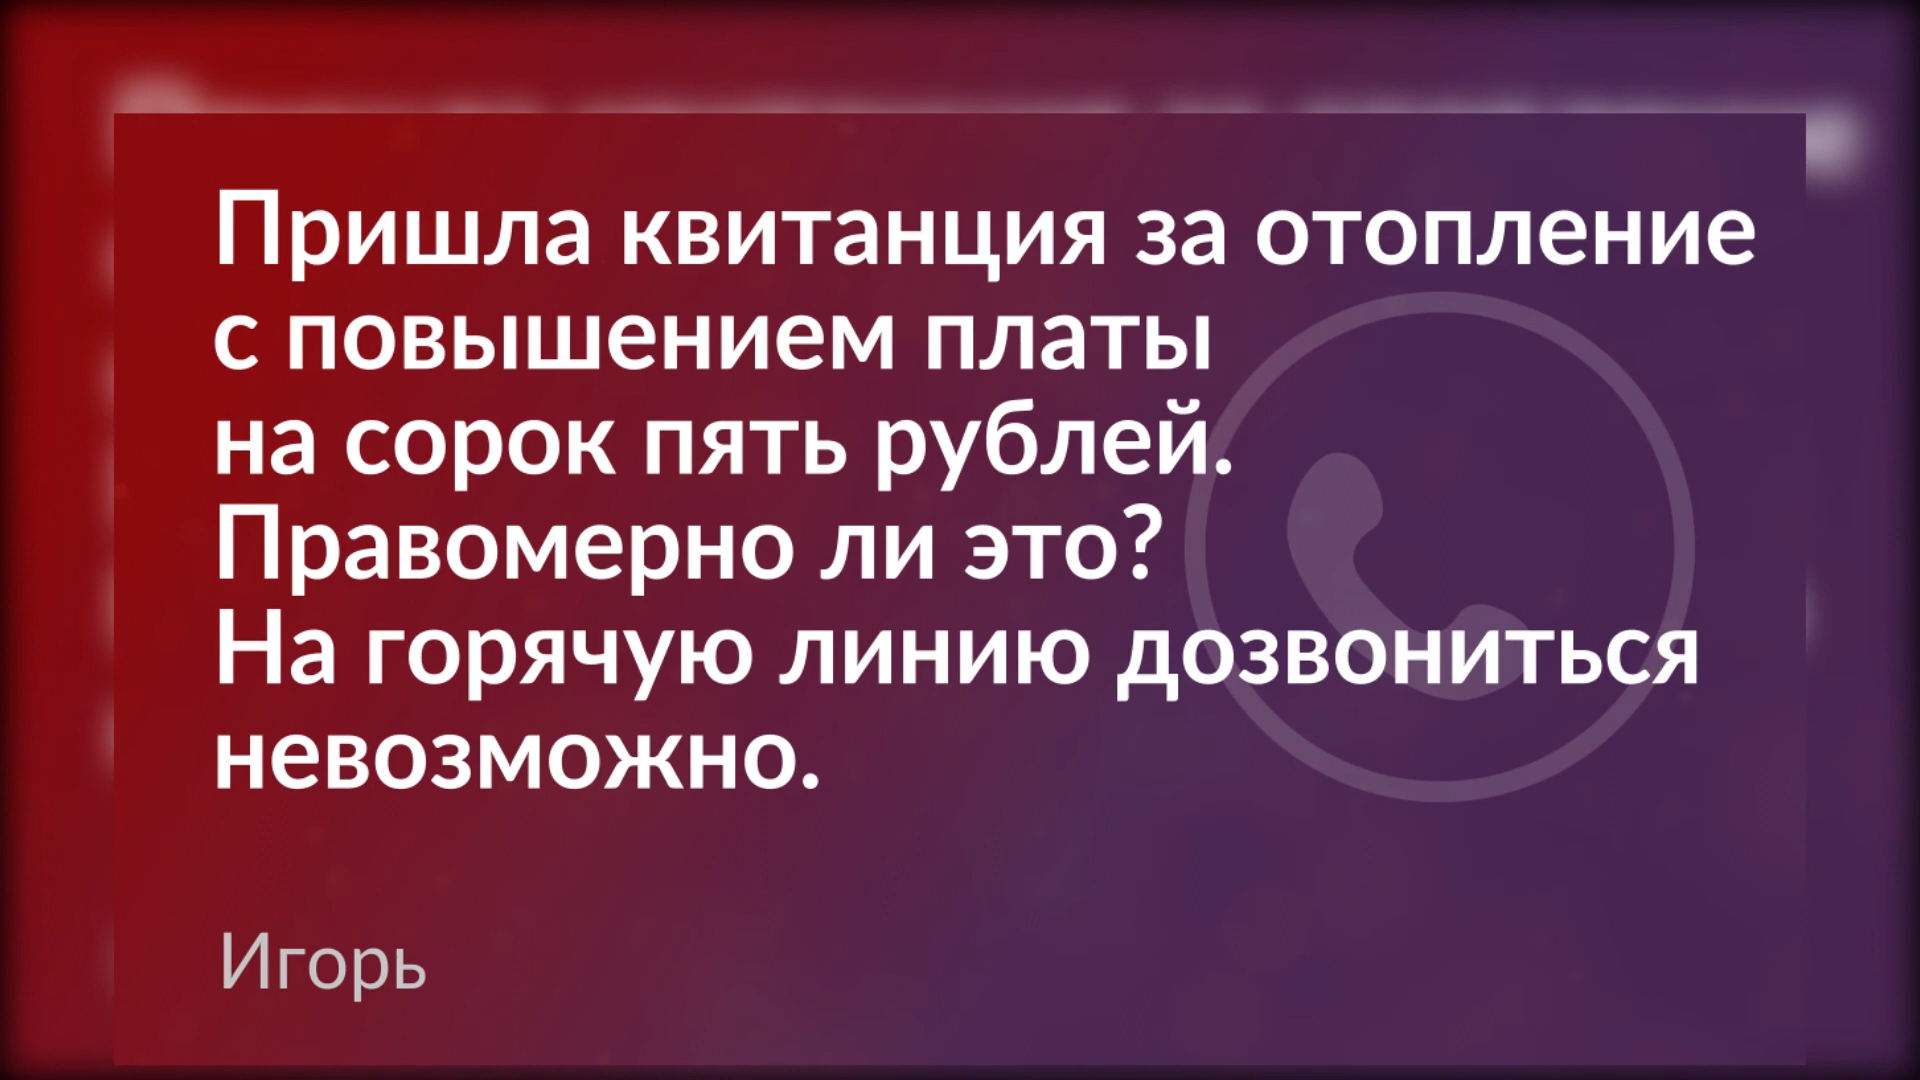 Пришла квитанция за отопление
с повышением платы
на сорок пять рублей.
Правомерно ли это?
На горячую линию дозвониться
невозможно.
Игорь